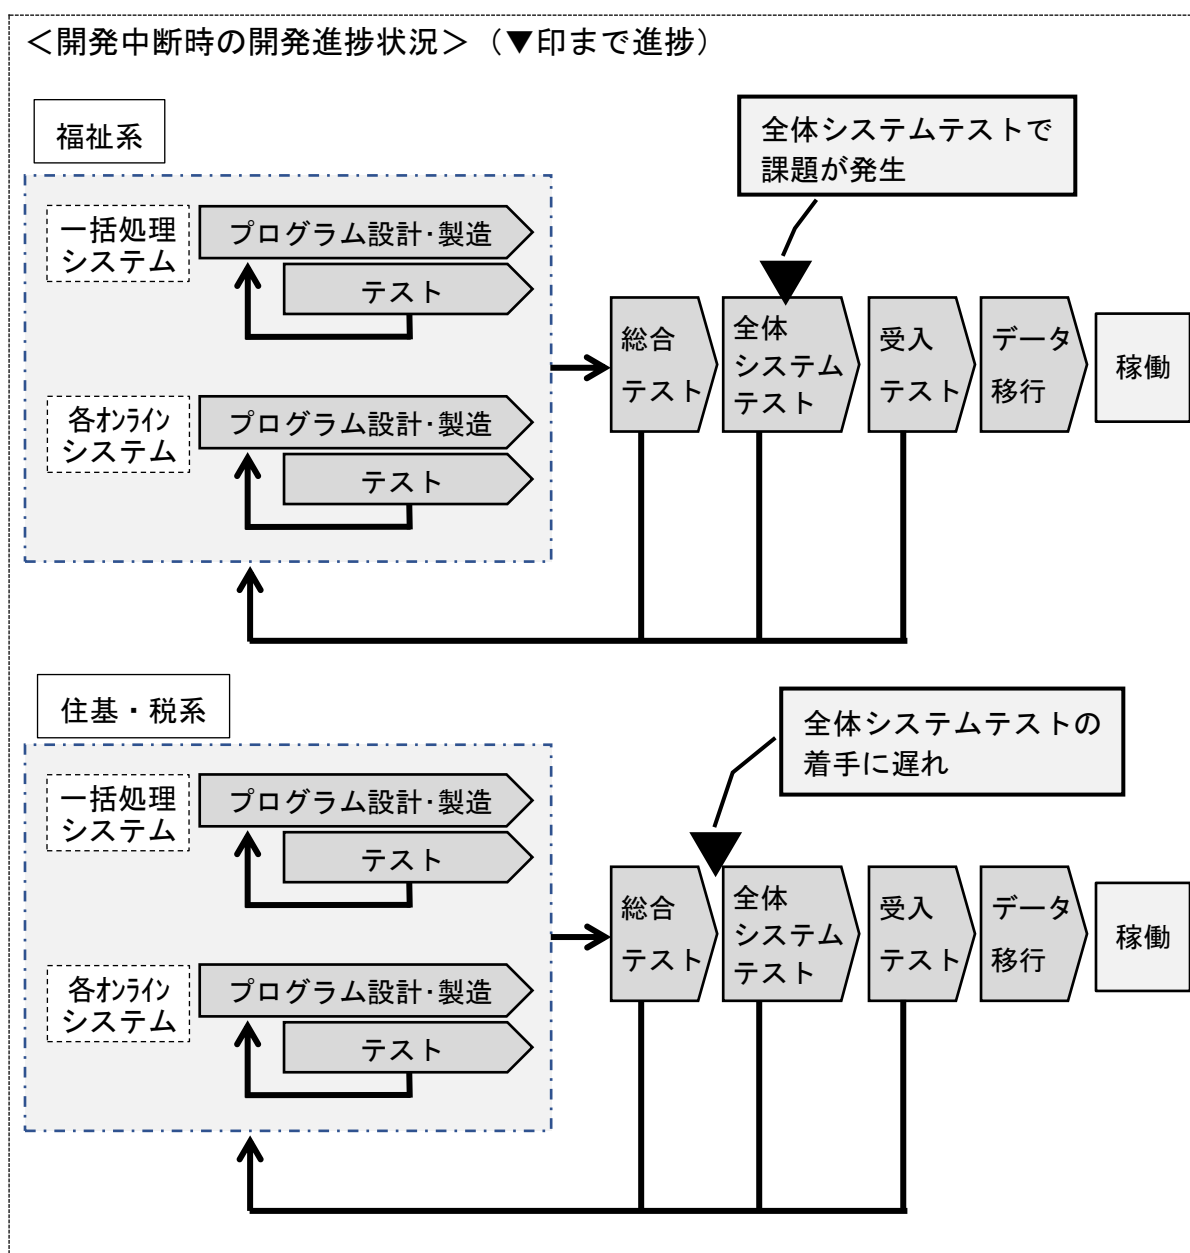 ＜開発中断時の開発進捗状況＞（▼印まで進捗）
福祉系
全体システムテストで
課題が発生
一括処理
システム
プログラム設計・製造
テスト
各オンライン
システム
プログラム設計・製造
テスト
総合
テスト
全体
システム
テスト
受入
テスト
データ
移行
稼働
住基・税系
全体システムテストの
着手に遅れ
一括処理
システム
プログラム設計・製造
テスト
各オンライン
システム
プログラム設計・製造
テスト
総合
テスト
全体
システム
テスト
受入
テスト
データ
移行
稼働